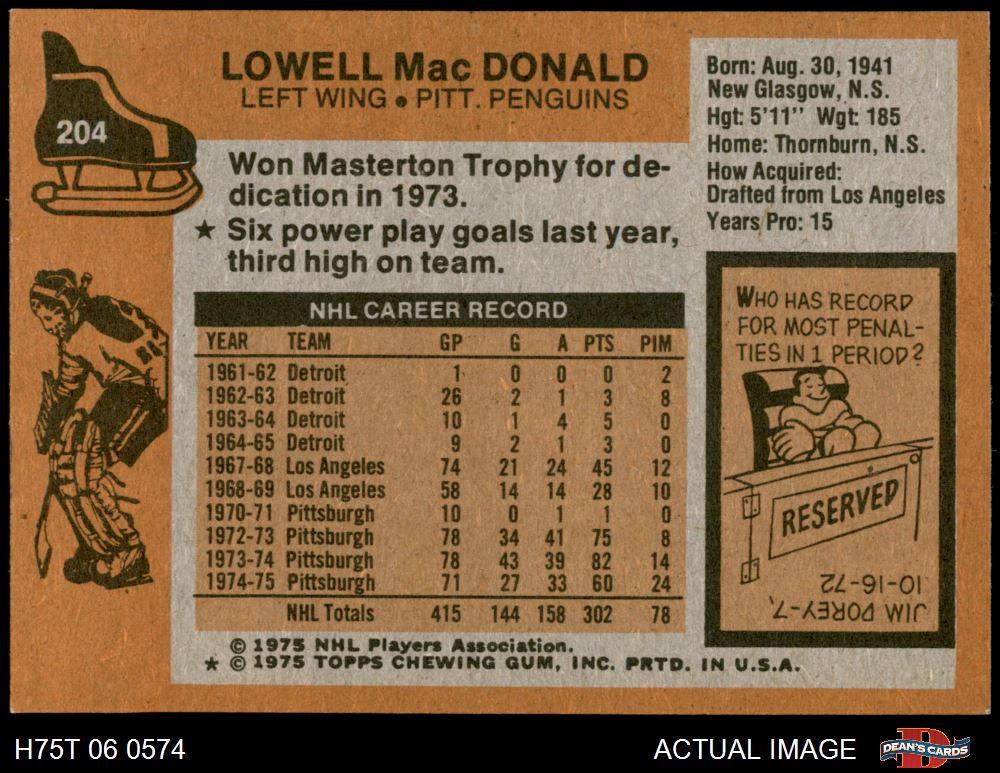 204
LOWELL Mac DONALD
LEFT WING • PITT. PENGUINS
Won Masterton Trophy for de-
dication in 1973.
★ Six power play goals last year,
third high on team.
Born: Aug. 30, 1941
New Glasgow, N.S.
Hgt: 5'11" Wgt: 185
Home: Thornburn, N.S.
How Acquired:
Drafted from Los Angeles
Years Pro: 15
NHL CAREER RECORD
YEAR TEAM GP G A PTS PIM
1961-62 Detroit 1 0 0 0 2
1962-63 Detroit 26 2 1 3 8
1963-64 Detroit 10 1 4 5 0
1964-65 Detroit 9 2 1 3 0
1967-68 Los Angeles 74 21 24 45 12
1968-69 Los Angeles 58 14 14 28 10
1970-71 Pittsburgh 10 0 1 1 0
1972-73 Pittsburgh 78 34 41 75 8
1973-74 Pittsburgh 78 43 39 82 14
1974-75 Pittsburgh 71 27 33 60 24
NHL Totals 415 144 158 302 78
© 1975 NHL Players Association.
★ © 1975 TOPPS CHEWING GUM, INC. PRTD. IN U.S.A.
WHO HAS RECORD
FOR MOST PENAL-
TIES IN 1 PERIOD?
RESERVED
JIM DOREY-7,
10-16-72
H75T 06 0574
ACTUAL IMAGE
DEAN'S CARDS